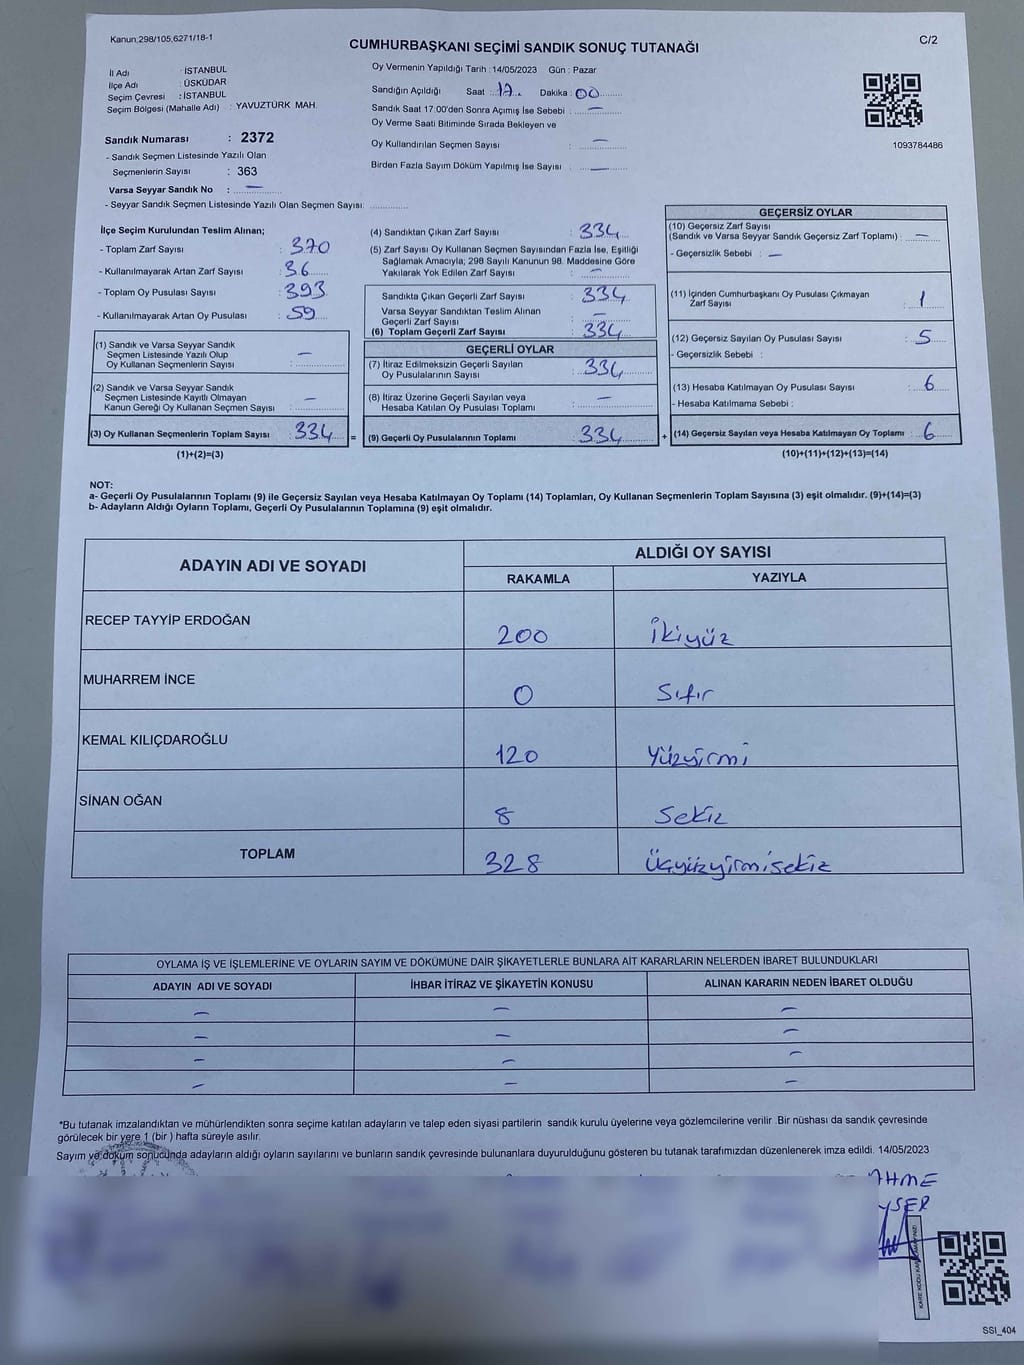 Kanun;298/105,6271/18-1
C/2
CUMHURBAŞKANI SEÇİMİ SANDIK SONUÇ TUTANAĞI
İl Adı : İSTANBUL
İlçe Adı : ÜSKÜDAR
Seçim Çevresi : İSTANBUL
Seçim Bölgesi (Mahalle Adı) : YAVUZTÜRK MAH.
Sandık Numarası : 2372
- Sandık Seçmen Listesinde Yazılı Olan
Seçmenlerin Sayısı : 363
Varsa Seyyar Sandık No : —
- Seyyar Sandık Seçmen Listesinde Yazılı Olan Seçmen Sayısı:
Oy Vermenin Yapıldığı Tarih : 14/05/2023 Gün : Pazar
Sandığın Açıldığı Saat : 17. Dakika : 00
Sandık Saat 17:00'den Sonra Açımış İse Sebebi : —
Oy Verme Saati Bitiminde Sırada Bekleyen ve
Oy Kullandırılan Seçmen Sayısı : —
Birden Fazla Sayım Döküm Yapılmış İse Sayısı : —
1093784486
İlçe Seçim Kurulundan Teslim Alınan;
- Toplam Zarf Sayısı : 370
- Kullanılmayarak Artan Zarf Sayısı : 36
- Toplam Oy Pusulası Sayısı : 393
- Kullanılmayarak Artan Oy Pusulası : 59
(1) Sandık ve Varsa Seyyar Sandık
Seçmen Listesinde Yazılı Olup
Oy Kullanan Seçmenlerin Sayısı : —
(2) Sandık ve Varsa Seyyar Sandık
Seçmen Listesinde Kayıtlı Olmayan
Kanun Gereği Oy Kullanan Seçmen Sayısı : —
(3) Oy Kullanan Seçmenlerin Toplam Sayısı : 334 =
(1)+(2)=(3)
(4) Sandıktan Çıkan Zarf Sayısı : 334
(5) Zarf Sayısı Oy Kullanan Seçmen Sayısından Fazla İse, Eşitliği
Sağlamak Amacıyla; 298 Sayılı Kanunun 98. Maddesine Göre
Yakılarak Yok Edilen Zarf Sayısı : —
Sandıkta Çıkan Geçerli Zarf Sayısı : 334
Varsa Seyyar Sandıktan Teslim Alınan
Geçerli Zarf Sayısı : —
(6) Toplam Geçerli Zarf Sayısı : 334
GEÇERLİ OYLAR
(7) İtiraz Edilmeksizin Geçerli Sayılan
Oy Pusulalarının Sayısı : 334
(8) İtiraz Üzerine Geçerli Sayılan veya
Hesaba Katılan Oy Pusulası Toplamı : —
(9) Geçerli Oy Pusulalarının Toplamı : 334 +
GEÇERSİZ OYLAR
(10) Geçersiz Zarf Sayısı
(Sandık ve Varsa Seyyar Sandık Geçersiz Zarf Toplamı) : —
- Geçersizlik Sebebi : —
(11) İçinden Cumhurbaşkanı Oy Pusulası Çıkmayan
Zarf Sayısı : 1
(12) Geçersiz Sayılan Oy Pusulası Sayısı : 5
- Geçersizlik Sebebi :
(13) Hesaba Katılmayan Oy Pusulası Sayısı : 6
- Hesaba Katılmama Sebebi :
(14) Geçersiz Sayılan veya Hesaba Katılmayan Oy Toplamı : 6
(10)+(11)+(12)+(13)=(14)
NOT:
a- Geçerli Oy Pusulalarının Toplamı (9) ile Geçersiz Sayılan veya Hesaba Katılmayan Oy Toplamı (14) Toplamları, Oy Kullanan Seçmenlerin Toplam Sayısına (3) eşit olmalıdır. (9)+(14)=(3)
b- Adayların Aldığı Oyların Toplamı, Geçerli Oy Pusulalarının Toplamına (9) eşit olmalıdır.
ADAYIN ADI VE SOYADI ALDIĞI OY SAYISI
RAKAMLA YAZIYLA
RECEP TAYYİP ERDOĞAN 200 İkiyüz
MUHARREM İNCE 0 Sıfır
KEMAL KILIÇDAROĞLU 120 Yüzyirmi
SİNAN OĞAN 8 Sekiz
TOPLAM 328 Üçyüzyirmisekiz
OYLAMA İŞ VE İŞLEMLERİNE VE OYLARIN SAYIM VE DÖKÜMÜNE DAİR ŞİKAYETLERLE BUNLARA AİT KARARLARIN NELERDEN İBARET BULUNDUKLARI
ADAYIN ADI VE SOYADI İHBAR İTİRAZ VE ŞİKAYETİN KONUSU ALINAN KARARIN NEDEN İBARET OLDUĞU
— — —
— — —
— — —
— — —
*Bu tutanak imzalandıktan ve mühürlendikten sonra seçime katılan adayların ve talep eden siyasi partilerin sandık kurulu üyelerine veya gözlemcilerine verilir .Bir nüshası da sandık çevresinde
görülecek bir yere 1 (bir ) hafta süreyle asılır.
Sayım ve döküm sonucunda adayların aldığı oyların sayılarını ve bunların sandık çevresinde bulunanlara duyurulduğunu gösteren bu tutanak tarafımızdan düzenlenerek imza edildi. 14/05/2023
AHME
YSER
SSI_404